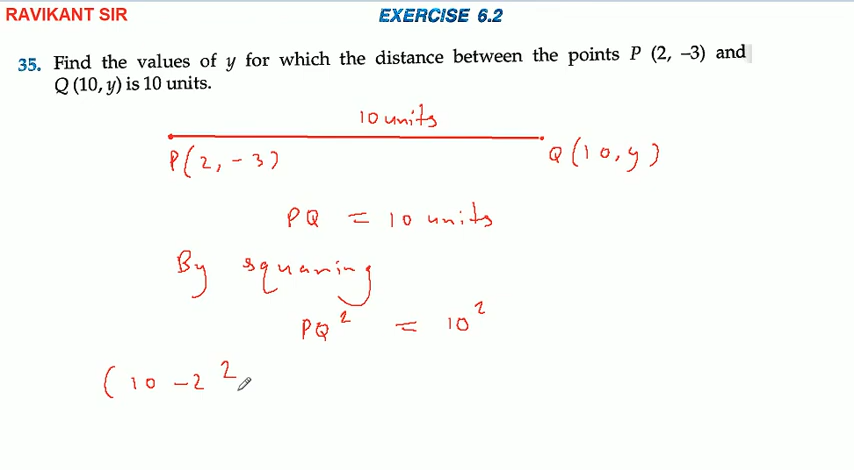 RAVIKANT SIR
EXERCISE 6.2
35. Find the values of y for which the distance between the points P (2, –3) and
Q (10, y) is 10 units.
10 units
P(2, -3)
Q(10, y)
PQ = 10 units
By squaring
PQ² = 10²
(10 - 2 ²